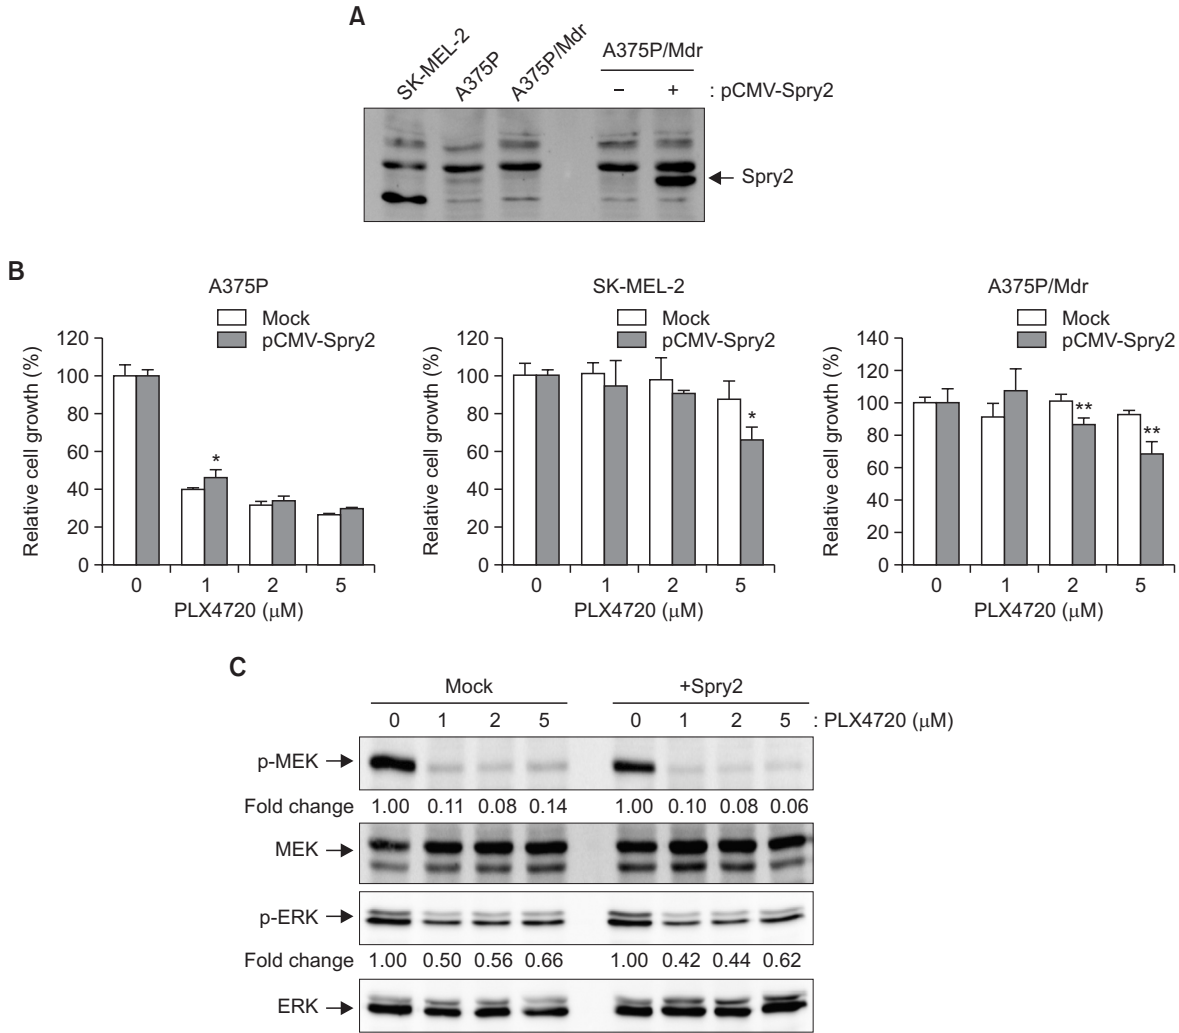 A
SK-MEL-2
A375P
A375P/Mdr
A375P/Mdr
– + : pCMV-Spry2
Spry2
B
A375P
Mock
pCMV-Spry2
Relative cell growth (%)
120
100
80
60
40
20
0
*
0 1 2 5
PLX4720 (μM)
SK-MEL-2
Mock
pCMV-Spry2
Relative cell growth (%)
120
100
80
60
40
20
0
*
0 1 2 5
PLX4720 (μM)
A375P/Mdr
Mock
pCMV-Spry2
Relative cell growth (%)
140
120
100
80
60
40
20
0
**
**
0 1 2 5
PLX4720 (μM)
C
Mock +Spry2
0 1 2 5 0 1 2 5 : PLX4720 (μM)
p-MEK
Fold change 1.00 0.11 0.08 0.14 1.00 0.10 0.08 0.06
MEK
p-ERK
Fold change 1.00 0.50 0.56 0.66 1.00 0.42 0.44 0.62
ERK